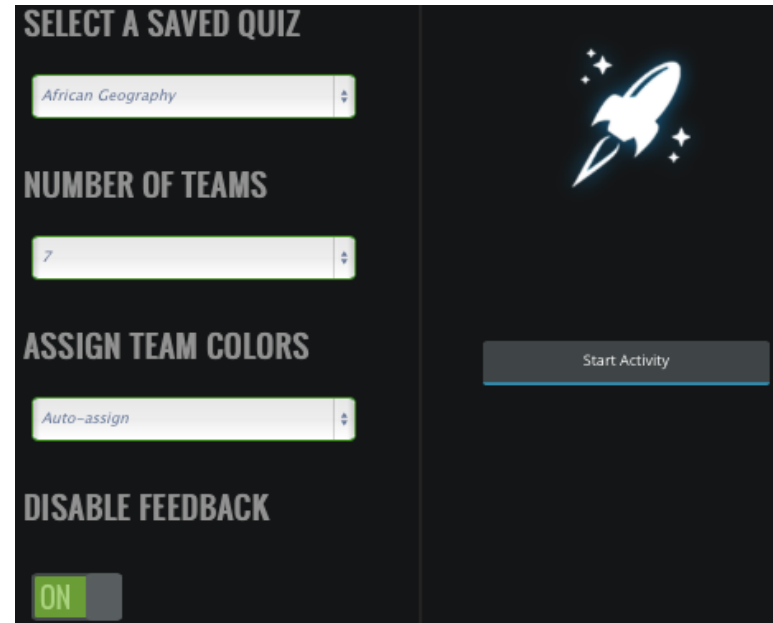 SELECT A SAVED QUIZ
African Geography
NUMBER OF TEAMS
7
ASSIGN TEAM COLORS
Auto-assign
DISABLE FEEDBACK
ON
Start Activity